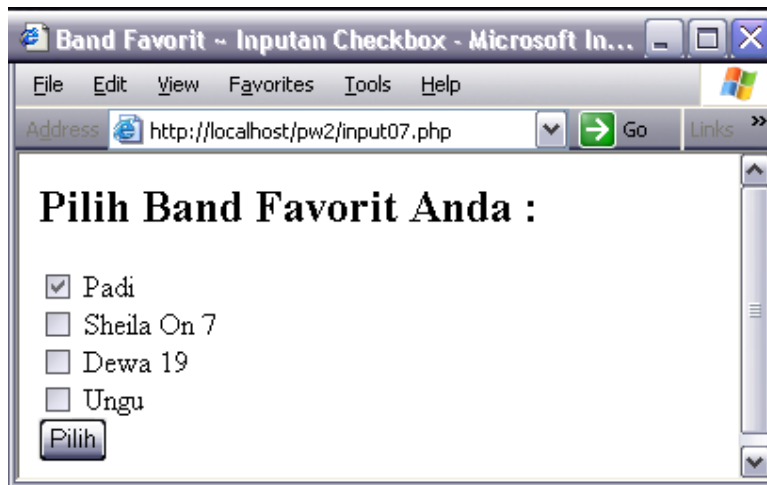 Band Favorit ~ Inputan Checkbox - Microsoft In...
File Edit View Favorites Tools Help
Address http://localhost/pw2/input07.php Go Links »
Pilih Band Favorit Anda :
Padi
Sheila On 7
Dewa 19
Ungu
Pilih